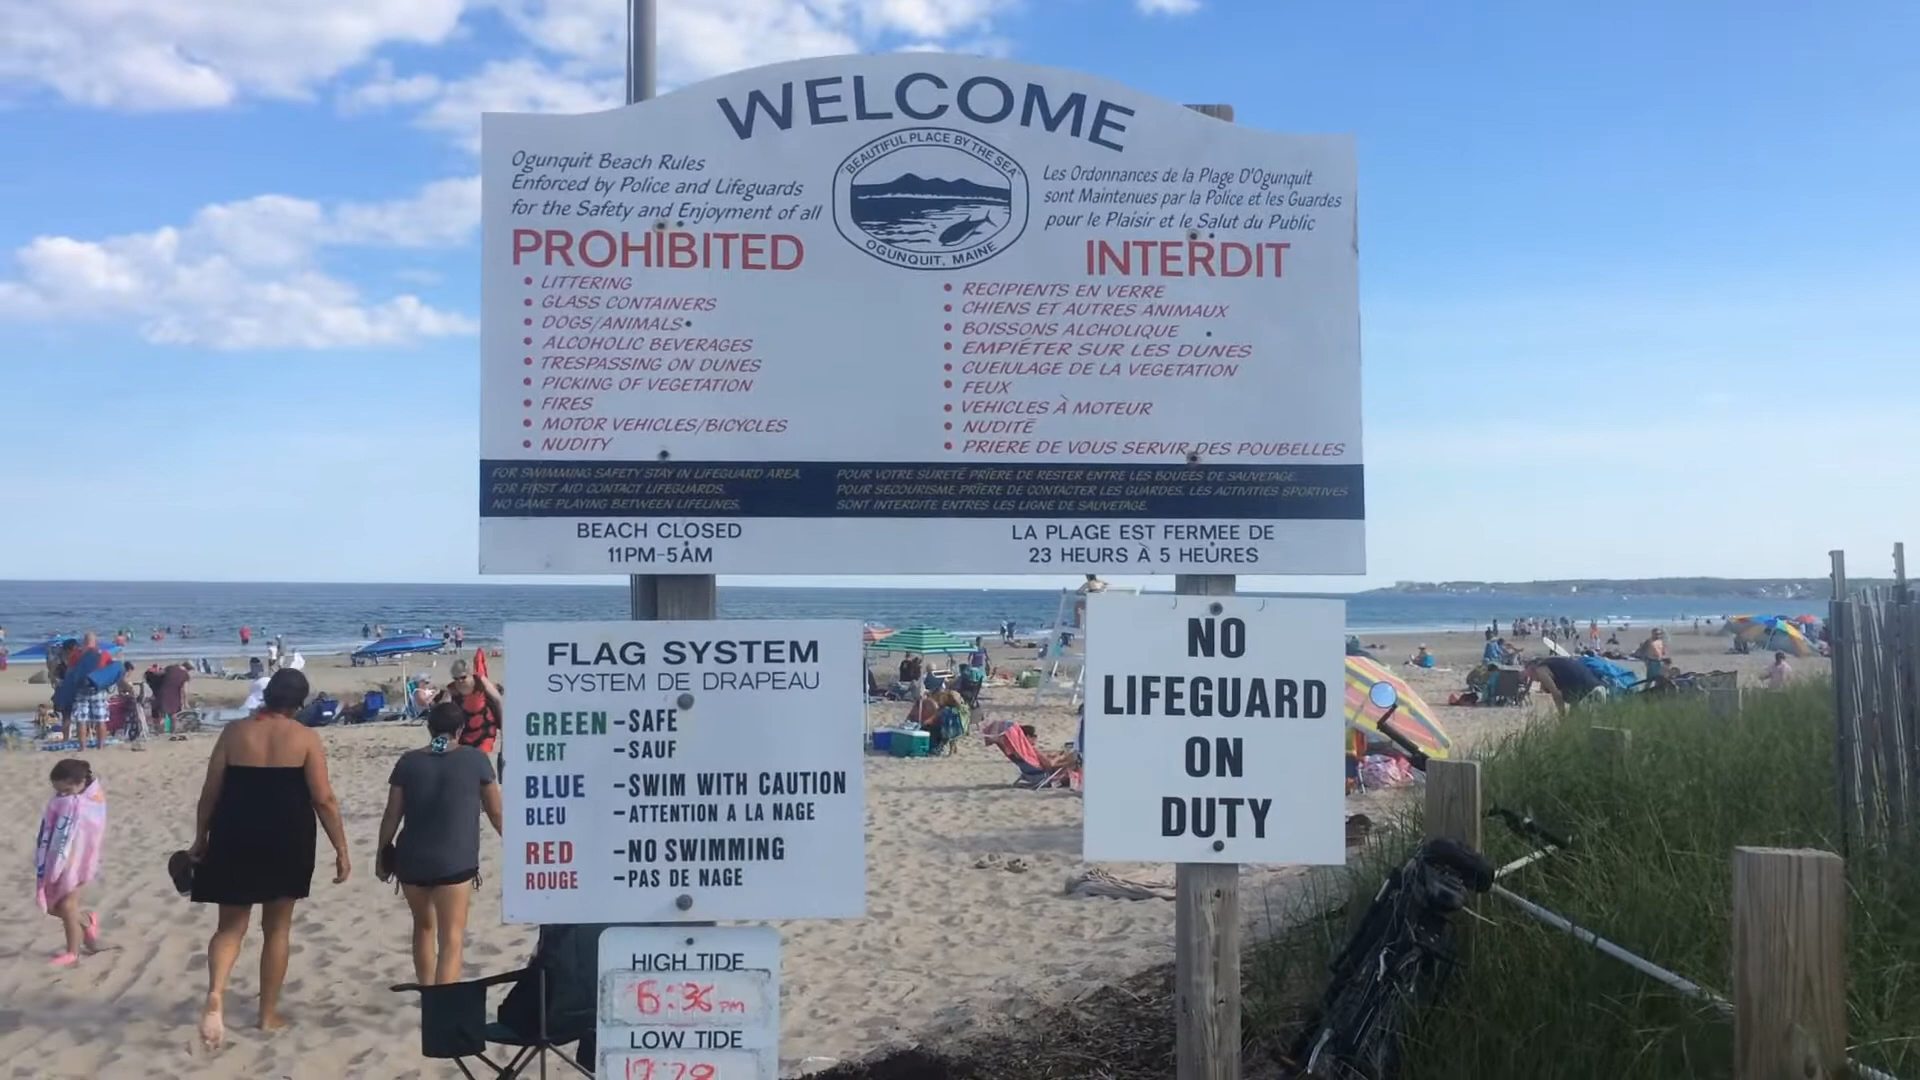 WELCOME
Ogunquit Beach Rules
Enforced by Police and Lifeguards
for the Safety and Enjoyment of all
PROHIBITED
• LITTERING
• GLASS CONTAINERS
• DOGS/ANIMALS
• ALCOHOLIC BEVERAGES
• TRESPASSING ON DUNES
• PICKING OF VEGETATION
• FIRES
• MOTOR VEHICLES/BICYCLES
• NUDITY
"BEAUTIFUL PLACE BY THE SEA"
OGUNQUIT, MAINE
Les Ordonnances de la Plage D'Ogunquit
sont Maintenues par la Police et les Guardes
pour le Plaisir et le Salut du Public
INTERDIT
• RECIPIENTS EN VERRE
• CHIENS ET AUTRES ANIMAUX
• BOISSONS ALCHOLIQUE
• EMPIÉTER SUR LES DUNES
• CUEIULAGE DE LA VEGETATION
• FEUX
• VEHICLES À MOTEUR
• NUDITÉ
• PRIERE DE VOUS SERVIR DES POUBELLES
FOR SWIMMING SAFETY STAY IN LIFEGUARD AREA.
FOR FIRST AID CONTACT LIFEGUARDS.
NO GAME PLAYING BETWEEN LIFELINES.
POUR VOTRE SÛRETÉ PRÏERE DE RESTER ENTRE LES BOUÉES DE SAUVETAGE.
POUR SECOURISME PRÏERE DE CONTACTER LES GUARDES. LES ACTIVITIES SPORTIVES
SONT INTERDITE ENTRES LES LIGNE DE SAUVETAGE.
BEACH CLOSED
11PM-5AM
LA PLAGE EST FERMEE DE
23 HEURS À 5 HEURES
FLAG SYSTEM
SYSTEM DE DRAPEAU
GREEN - SAFE
VERT - SAUF
BLUE - SWIM WITH CAUTION
BLEU - ATTENTION A LA NAGE
RED - NO SWIMMING
ROUGE - PAS DE NAGE
NO
LIFEGUARD
ON
DUTY
HIGH TIDE
6:36 PM
LOW TIDE